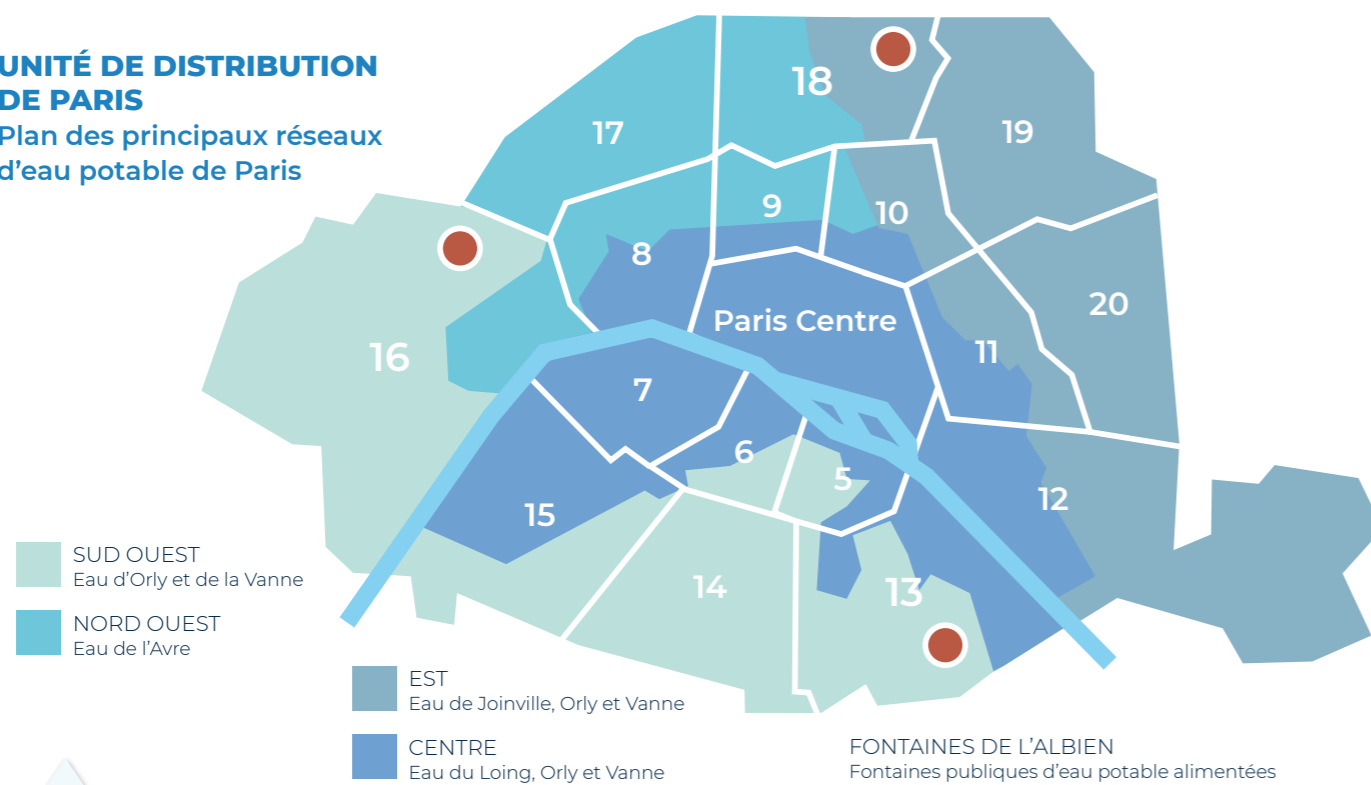 UNITÉ DE DISTRIBUTION
DE PARIS
Plan des principaux réseaux
d'eau potable de Paris
18
17
19
9
10
8
20
Paris Centre
16
11
7
6
5
12
15
14
13
SUD OUEST
Eau d'Orly et de la Vanne
NORD OUEST
Eau de l'Avre
EST
Eau de Joinville, Orly et Vanne
CENTRE
Eau du Loing, Orly et Vanne
FONTAINES DE L'ALBIEN
Fontaines publiques d'eau potable alimentées